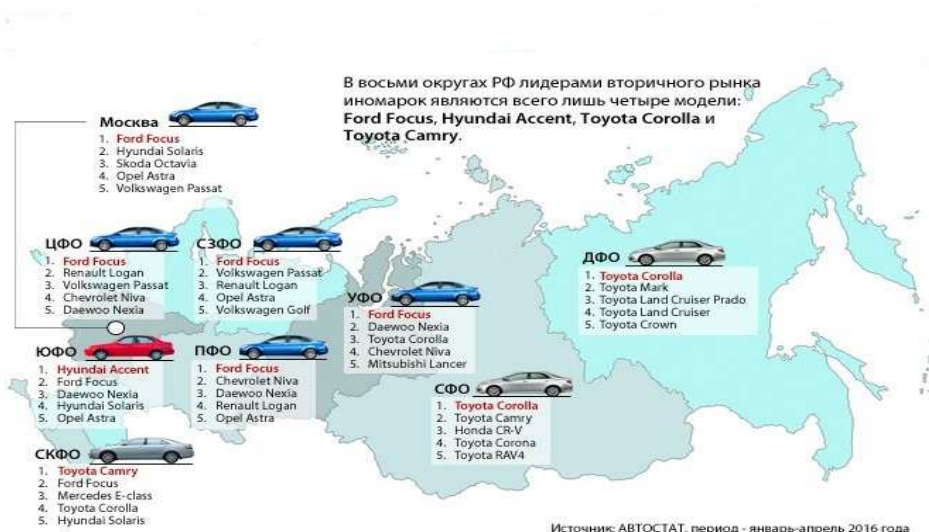 В восьми округах РФ лидерами вторичного рынка
иномарок являются всего лишь четыре модели:
Ford Focus, Hyundai Accent, Toyota Corolla и
Toyota Camry.
Москва
1. Ford Focus
2. Hyundai Solaris
3. Skoda Octavia
4. Opel Astra
5. Volkswagen Passat
ЦФО
1. Ford Focus
2. Renault Logan
3. Volkswagen Passat
4. Chevrolet Niva
5. Daewoo Nexia
СЗФО
1. Ford Focus
2. Volkswagen Passat
3. Renault Logan
4. Opel Astra
5. Volkswagen Golf
УФО
1. Ford Focus
2. Daewoo Nexia
3. Toyota Corolla
4. Chevrolet Niva
5. Mitsubishi Lancer
ДФО
1. Toyota Corolla
2. Toyota Mark
3. Toyota Land Cruiser Prado
4. Toyota Land Cruiser
5. Toyota Crown
ЮФО
1. Hyundai Accent
2. Ford Focus
3. Daewoo Nexia
4. Hyundai Solaris
5. Opel Astra
ПФО
1. Ford Focus
2. Chevrolet Niva
3. Daewoo Nexia
4. Renault Logan
5. Opel Astra
СФО
1. Toyota Corolla
2. Toyota Camry
3. Honda CR-V
4. Toyota Corona
5. Toyota RAV4
СКФО
1. Toyota Camry
2. Ford Focus
3. Mercedes E-class
4. Toyota Corolla
5. Hyundai Solaris
Источник: АВТОСТАТ, период - январь-апрель 2016 года